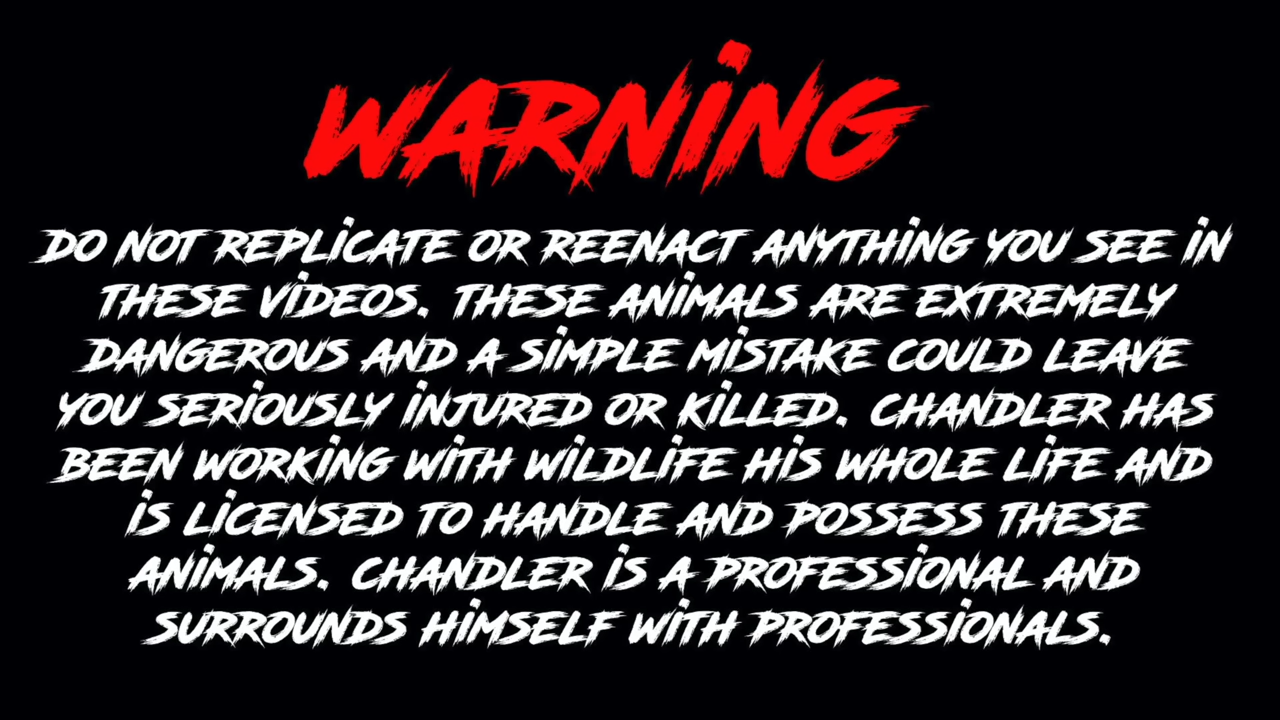 WARNiNG
DO NOT REPLiCATE OR REENACT ANYTHiNG YOU SEE iN
THESE ViDEOS. THESE ANiMALS ARE EXTREMELY
DANGEROUS AND A SiMPLE MiSTAKE COULD LEAVE
YOU SERiOUSLY iNJURED OR KiLLED. CHANDLER HAS
BEEN WORKiNG WiTH WiLDLiFE HiS WHOLE LiFE AND
iS LiCENSED TO HANDLE AND POSSESS THESE
ANiMALS. CHANDLER iS A PROFESSiONAL AND
SURROUNDS HiMSELF WiTH PROFESSiONALS.